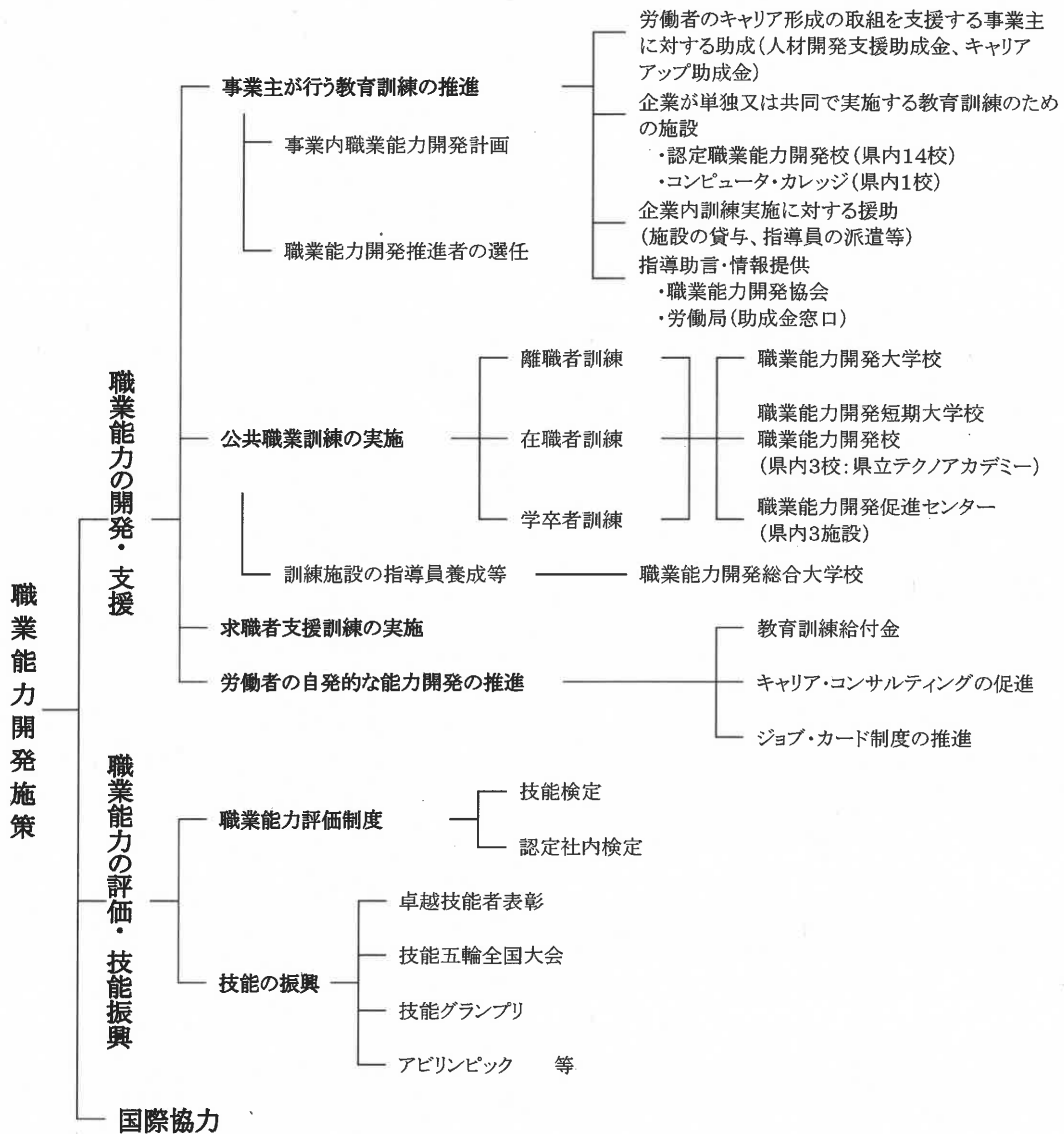 職業能力開発施策
職業能力の開発・支援
事業主が行う教育訓練の推進
事業内職業能力開発計画
職業能力開発推進者の選任
労働者のキャリア形成の取組を支援する事業主
に対する助成(人材開発支援助成金、キャリア
アップ助成金)
企業が単独又は共同で実施する教育訓練のため
の施設
・認定職業能力開発校(県内14校)
・コンピュータ・カレッジ(県内1校)
企業内訓練実施に対する援助
(施設の貸与、指導員の派遣等)
指導助言・情報提供
・職業能力開発協会
・労働局(助成金窓口)
公共職業訓練の実施
離職者訓練
在職者訓練
学卒者訓練
職業能力開発大学校
職業能力開発短期大学校
職業能力開発校
(県内3校:県立テクノアカデミー)
職業能力開発促進センター
(県内3施設)
訓練施設の指導員養成等
職業能力開発総合大学校
求職者支援訓練の実施
労働者の自発的な能力開発の推進
教育訓練給付金
キャリア・コンサルティングの促進
ジョブ・カード制度の推進
職業能力の評価・技能振興
職業能力評価制度
技能検定
認定社内検定
技能の振興
卓越技能者表彰
技能五輪全国大会
技能グランプリ
アビリンピック 等
国際協力